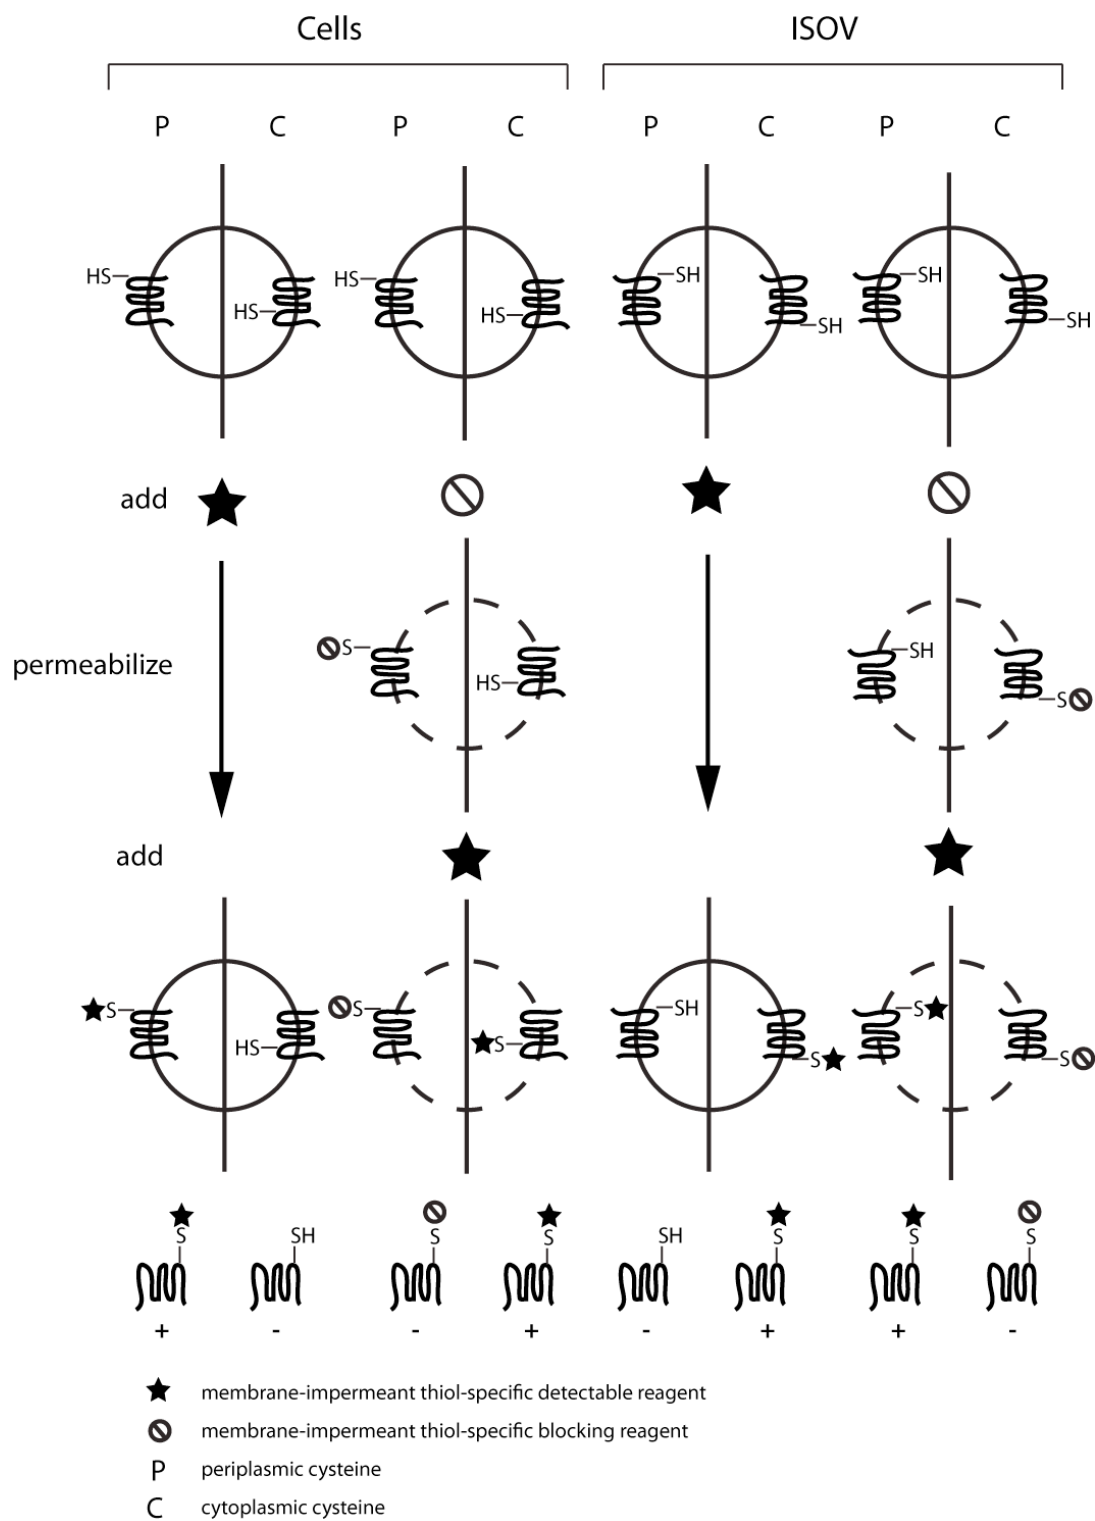 Cells ISOV
P C P C P C P C
HS— HS— —SH —SH
HS— HS— —SH —SH
add
S— —SH
permeabilize
HS— —S
add
S— S— —SH —S
HS— S— —S —S
S SH S S SH S S S
+ - - + - + + -
membrane-impermeant thiol-specific detectable reagent
membrane-impermeant thiol-specific blocking reagent
P periplasmic cysteine
C cytoplasmic cysteine